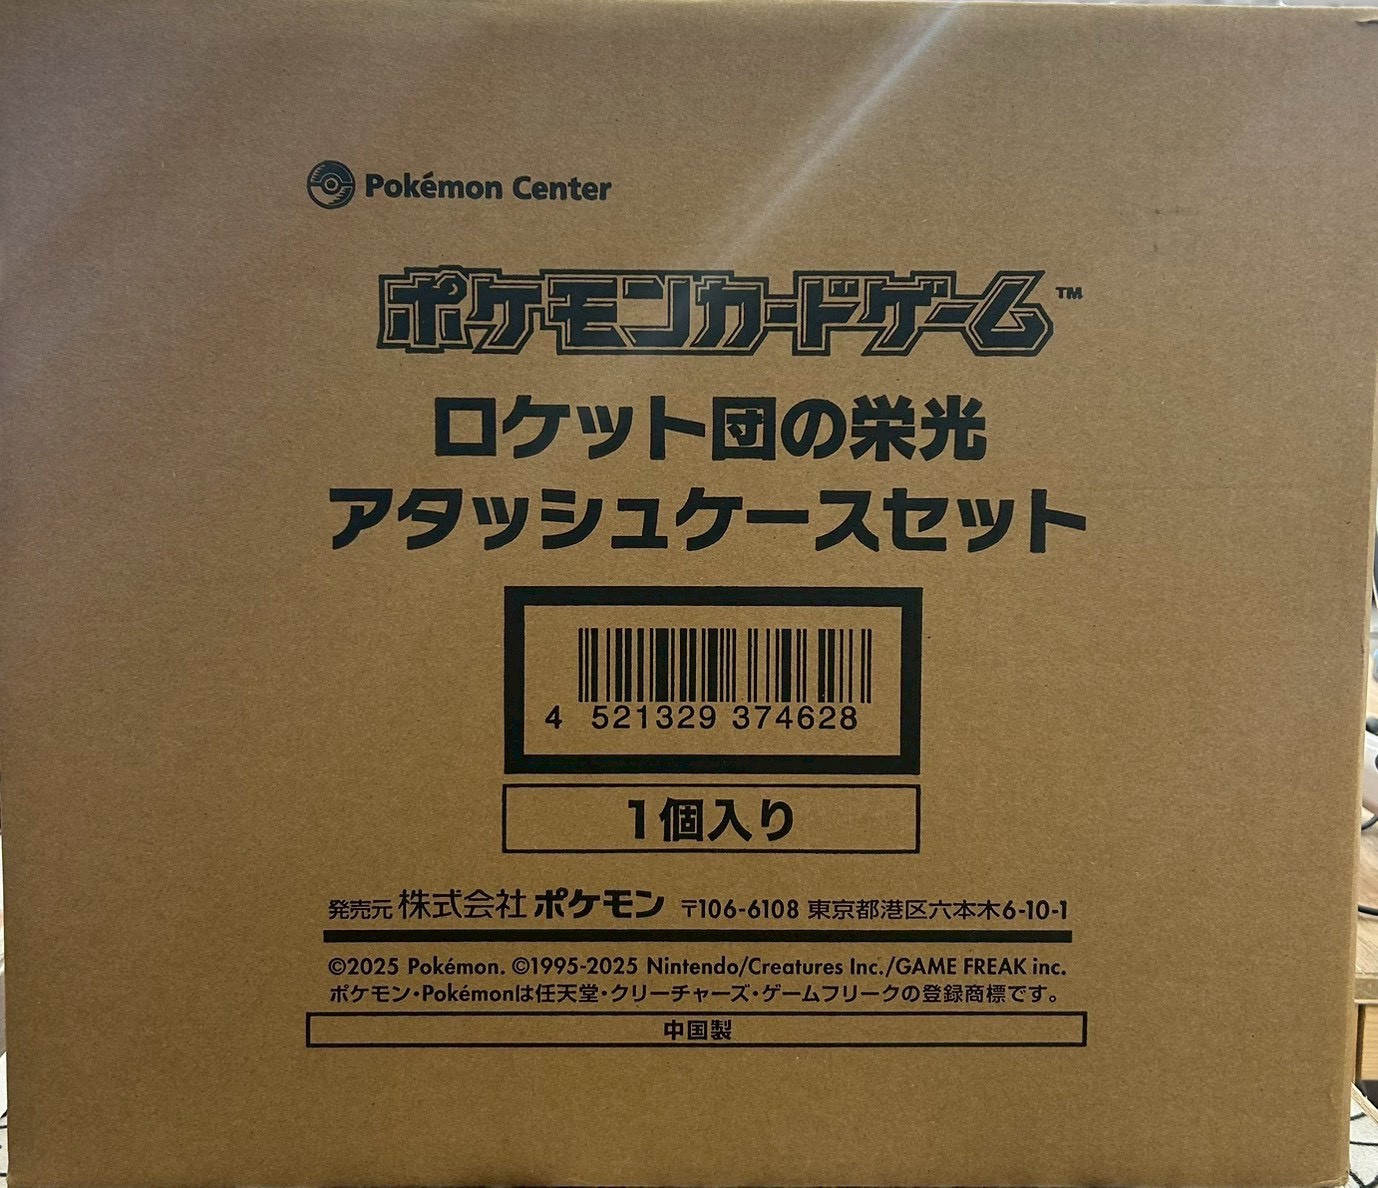 Pokémon Center
ポケモンカードゲーム™
ロケット団の栄光
アタッシュケースセット
4 521329 374628
1個入り
発売元 株式会社 ポケモン 〒106-6108 東京都港区六本木6-10-1
©2025 Pokémon. ©1995-2025 Nintendo/Creatures Inc./GAME FREAK inc.
ポケモン・Pokémonは任天堂・クリーチャーズ・ゲームフリークの登録商標です。
中国製